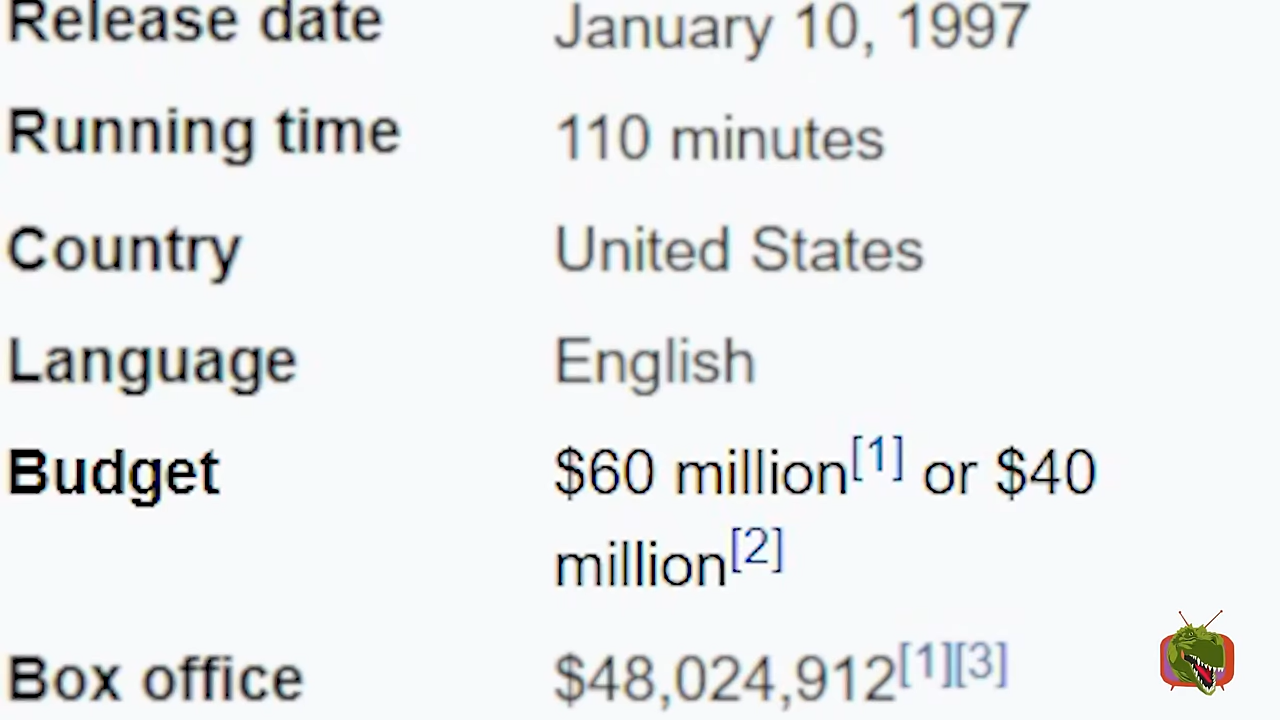 Release date January 10, 1997
Running time 110 minutes
Country United States
Language English
Budget $60 million[1] or $40
million[2]
Box office $48,024,912[1][3]